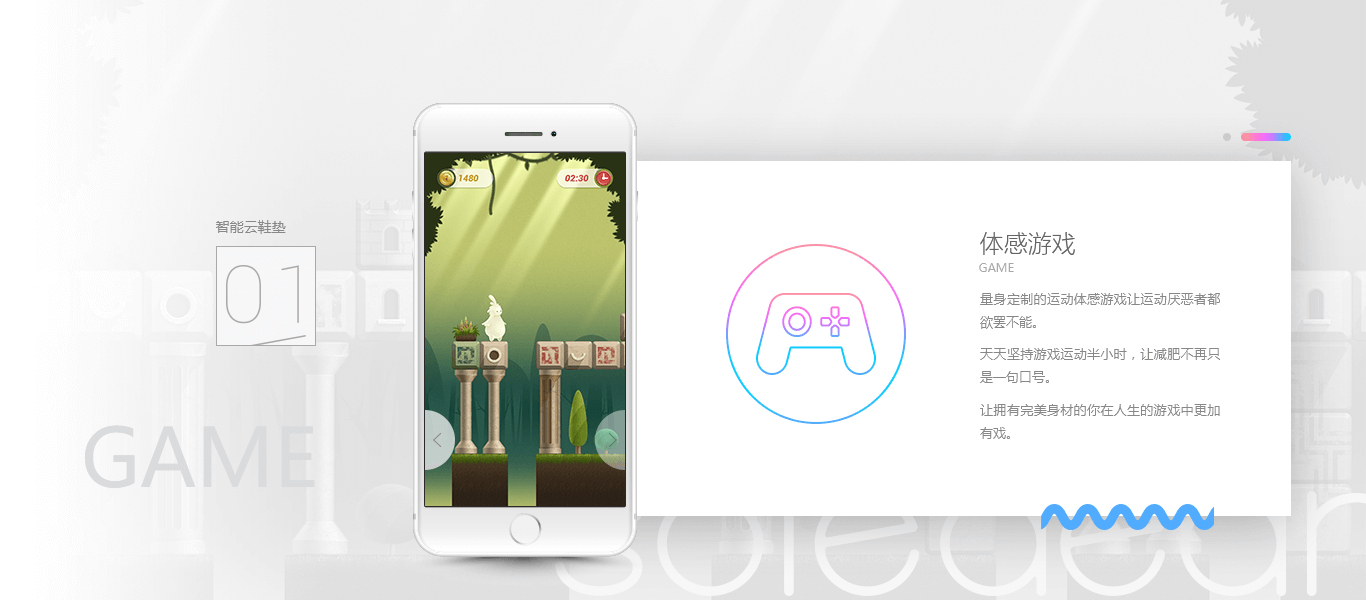 1480
02:30
智能云鞋垫
01
GAME
体感游戏
GAME
量身定制的运动体感游戏让运动厌恶者都
欲罢不能。
天天坚持游戏运动半小时，让减肥不再只
是一句口号。
让拥有完美身材的你在人生的游戏中更加
有戏。
solegear